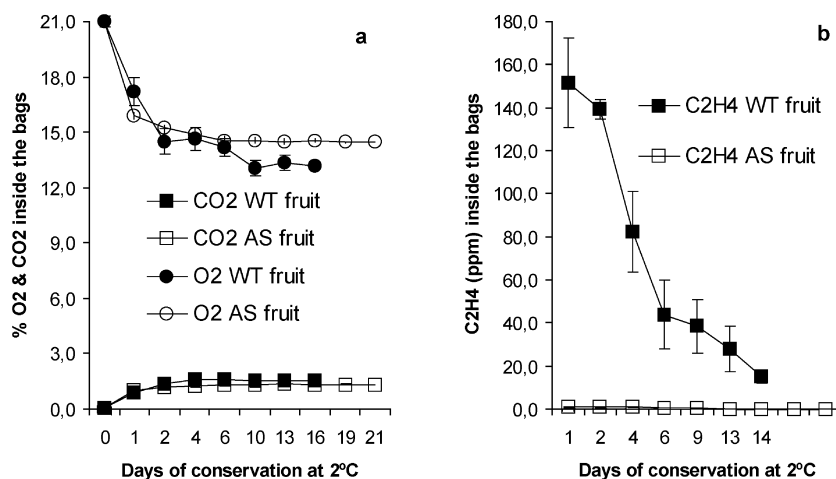 a
% O2 & CO2 inside the bags
21,0
18,0
15,0
12,0
9,0
6,0
3,0
0,0
CO2 WT fruit
CO2 AS fruit
O2 WT fruit
O2 AS fruit
0 1 2 4 6 10 13 16 19 21
Days of conservation at 2ºC
b
C2H4 (ppm) inside the bags
180,0
160,0
140,0
120,0
100,0
80,0
60,0
40,0
20,0
0,0
C2H4 WT fruit
C2H4 AS fruit
1 2 4 6 9 13 14
Days of conservation at 2ºC